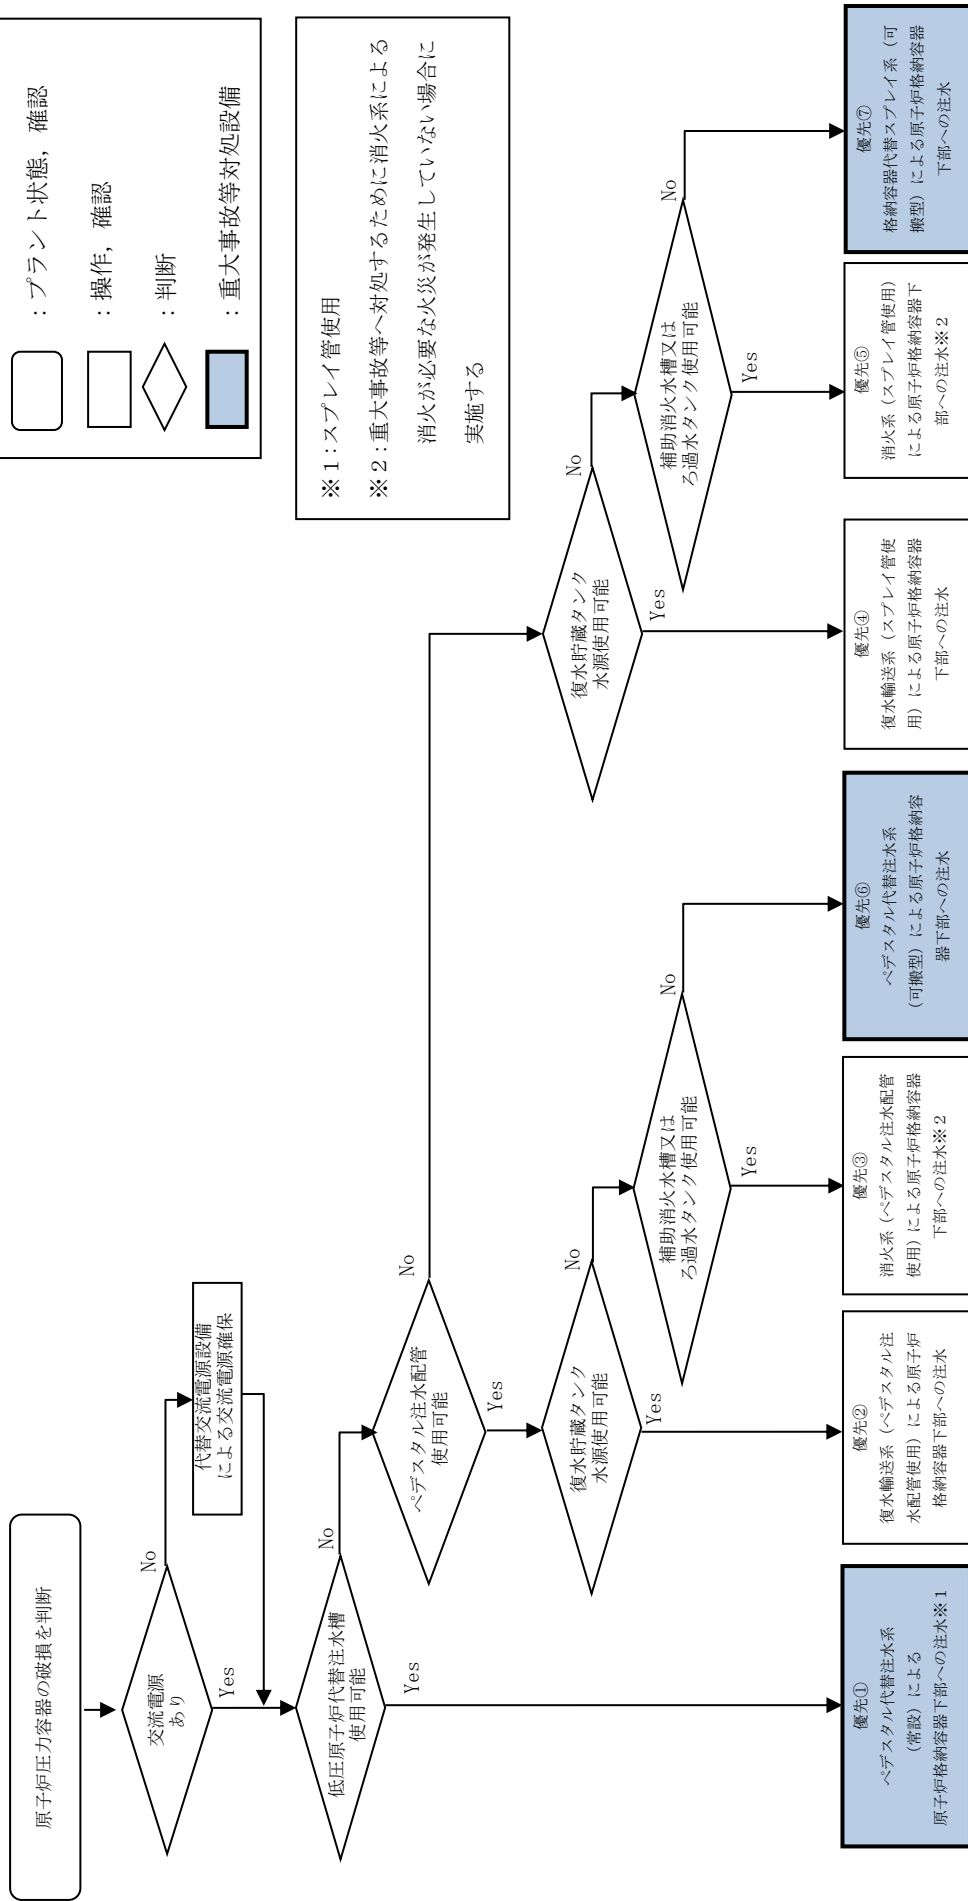 ：プラント状態，確認
：操作，確認
：判断
：重大事故等対処設備
※１：スプレイ管使用
※２：重大事故等へ対処するために消火系による
消火が必要な火災が発生していない場合に
実施する
原子炉圧力容器の破損を判断
交流電源
あり
No
Yes
代替交流電源設備
による交流電源確保
低圧原子炉代替注水槽
使用可能
No
Yes
ペデスタル注水配管
使用可能
No
Yes
復水貯蔵タンク
水源使用可能
No
Yes
補助消火水槽又は
ろ過水タンク使用可能
No
Yes
復水貯蔵タンク
水源使用可能
No
Yes
補助消火水槽又は
ろ過水タンク使用可能
No
Yes
優先①
ペデスタル代替注水系
（常設）による
原子炉格納容器下部への注水※１
優先②
復水輸送系（ペデスタル注
水配管使用）による原子炉
格納容器下部への注水
優先③
消火系（ペデスタル注水配管
使用）による原子炉格納容器
下部への注水※２
優先⑥
ペデスタル代替注水系
（可搬型）による原子炉格納容
器下部への注水
優先④
復水輸送系（スプレイ管使
用）による原子炉格納容器
下部への注水
優先⑤
消火系（スプレイ管使用）
による原子炉格納容器下
部への注水※２
優先⑦
格納容器代替スプレイ系（可
搬型）による原子炉格納容器
下部への注水